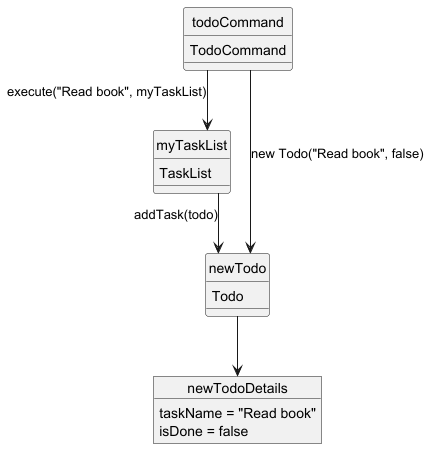 todoCommand
TodoCommand
execute("Read book", myTaskList)
myTaskList
TaskList
new Todo("Read book", false)
addTask(todo)
newTodo
Todo
newTodoDetails
taskName = "Read book"
isDone = false